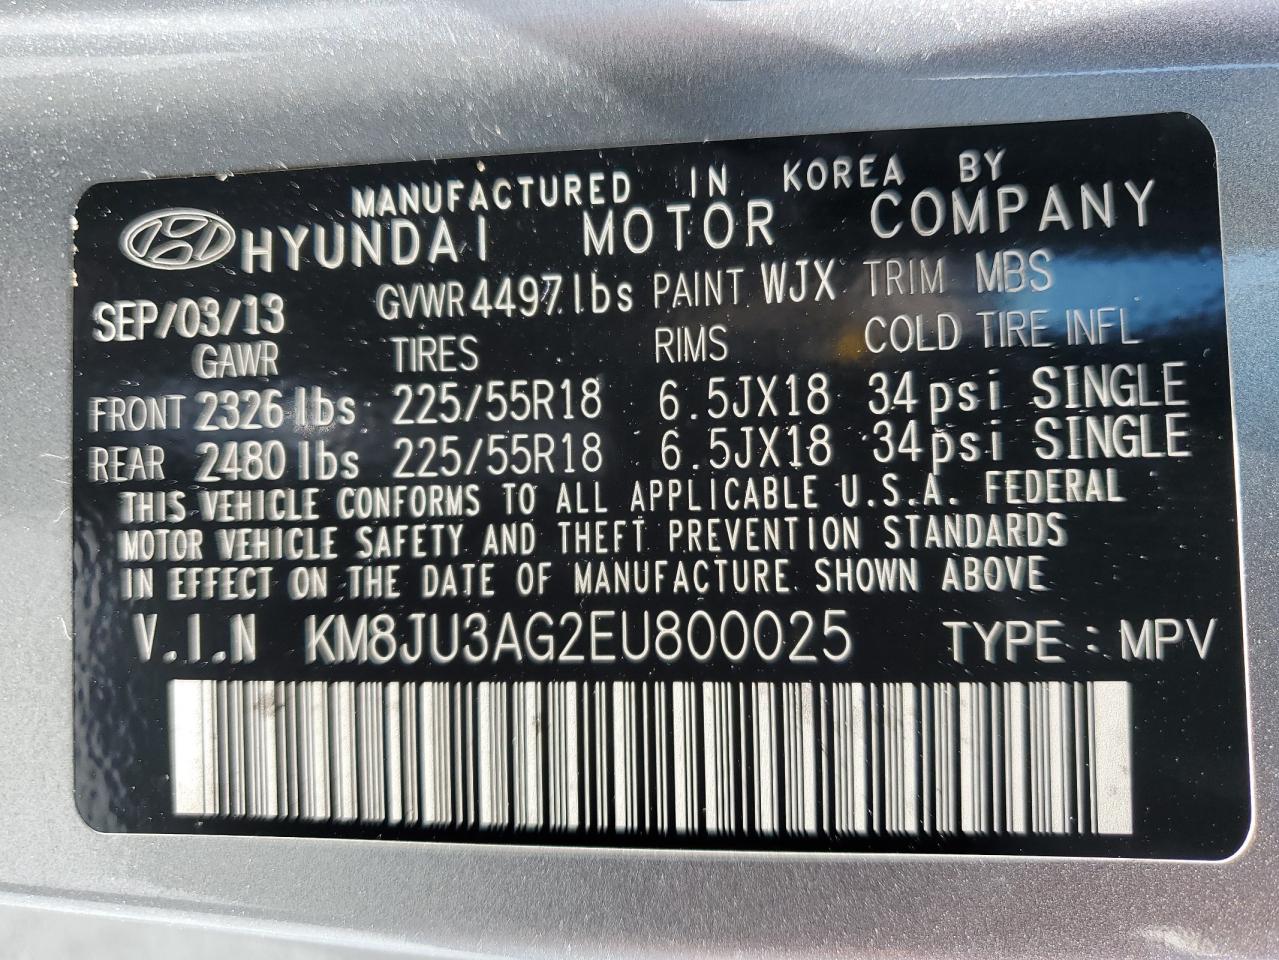 MANUFACTURED IN KOREA BY
HYUNDAI MOTOR COMPANY
SEP/03/13 GVWR 4497lbs PAINT WJX TRIM MBS
GAWR TIRES RIMS COLD TIRE INFL
FRONT 2326 lbs 225/55R18 6.5JX18 34psi SINGLE
REAR 2480 lbs 225/55R18 6.5JX18 34psi SINGLE
THIS VEHICLE CONFORMS TO ALL APPLICABLE U.S.A. FEDERAL
MOTOR VEHICLE SAFETY AND THEFT PREVENTION STANDARDS
IN EFFECT ON THE DATE OF MANUFACTURE SHOWN ABOVE
V.I.N KM8JU3AG2EU800025 TYPE : MPV